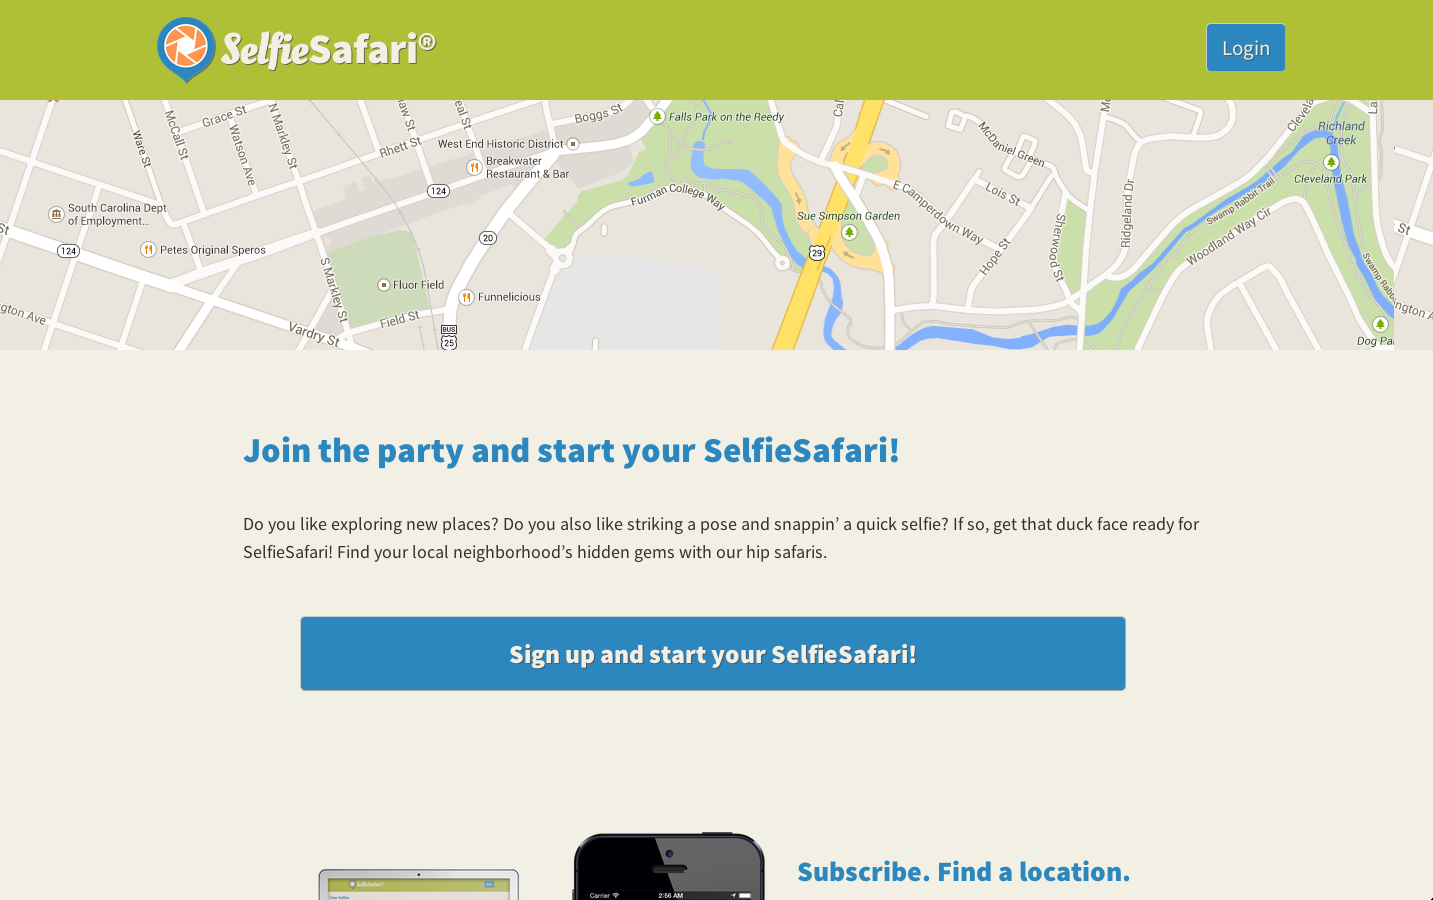 SelfieSafari®
Login
Grace St
McCall St
Ware St
Watson Ave
N Markley St
Rhett St
Boggs St
Falls Park on the Reedy
West End Historic District
Breakwater
Restaurant & Bar
124
South Carolina Dept
of Employment...
124
Petes Original Speros
20
Furman College Way
Sue Simpson Garden
29
E Camperdown Way
McDaniel Green
Lois St
Hope St
Sherwood St
Ridgeland Dr
Richland
Creek
Cleveland Park
Swamp Rabbit Trail
Woodland Way Cir
S Markley St
Fluor Field
Funnelicious
Field St
Vardry St
BUS
25
Join the party and start your SelfieSafari!
Do you like exploring new places? Do you also like striking a pose and snappin’ a quick selfie? If so, get that duck face ready for
SelfieSafari! Find your local neighborhood’s hidden gems with our hip safaris.
Sign up and start your SelfieSafari!
SelfieSafari
Carrier
2:56 AM
Subscribe. Find a location.